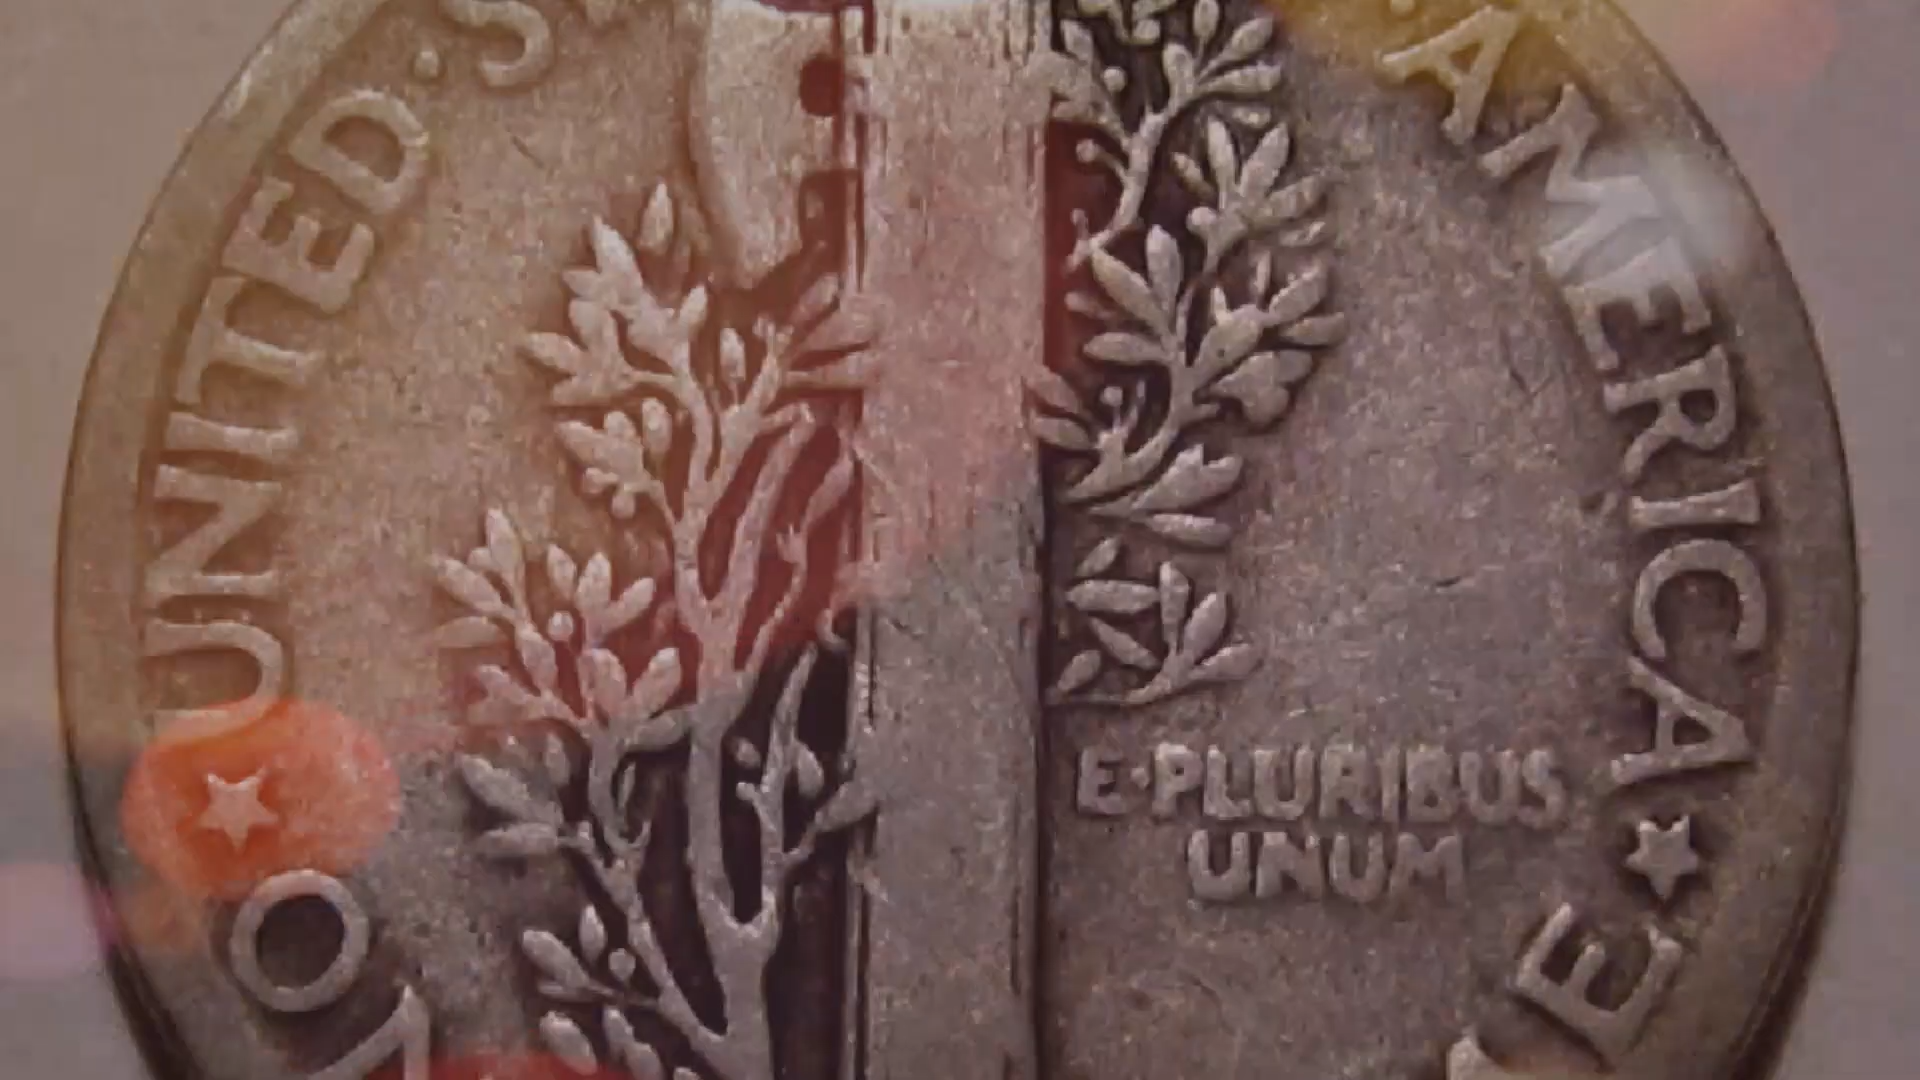 UNITED · S
AMERICA
E · PLURIBUS
UNUM
O
E